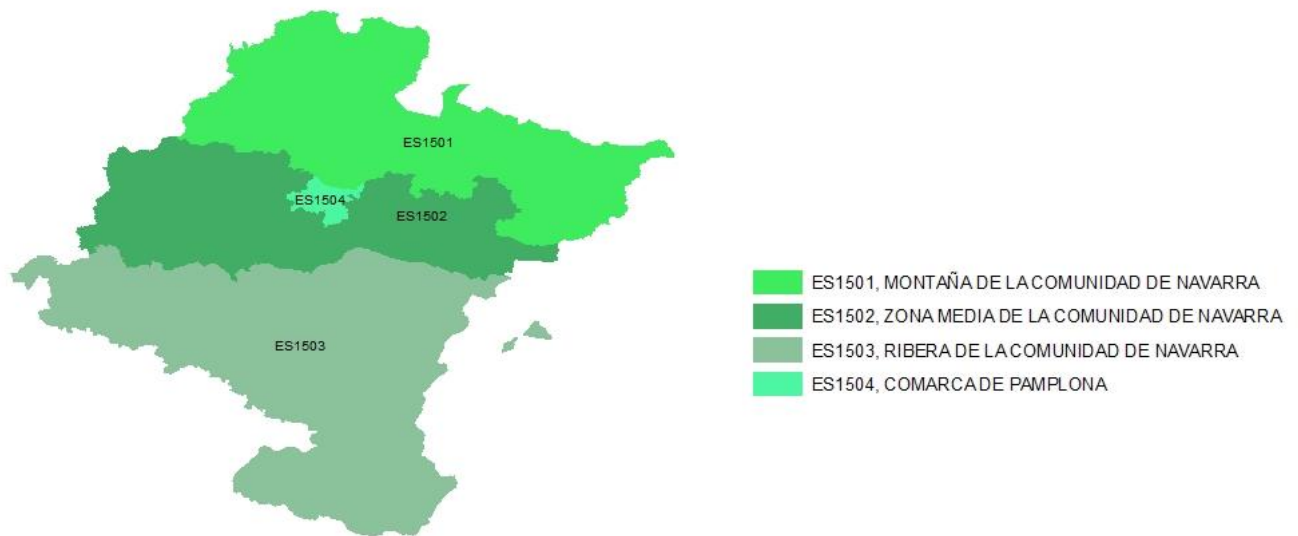 ES1501
ES1504
ES1502
ES1503
ES1501, MONTAÑA DE LA COMUNIDAD DE NAVARRA
ES1502, ZONA MEDIA DE LA COMUNIDAD DE NAVARRA
ES1503, RIBERA DE LA COMUNIDAD DE NAVARRA
ES1504, COMARCA DE PAMPLONA